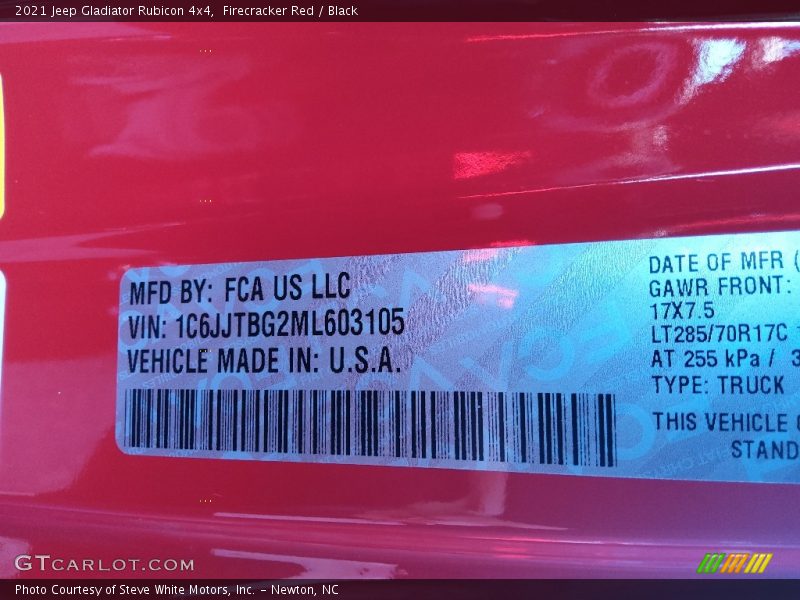 2021 Jeep Gladiator Rubicon 4x4, Firecracker Red / Black
MFD BY: FCA US LLC
VIN: 1C6JJTBG2ML603105
VEHICLE MADE IN: U.S.A.
DATE OF MFR
GAWR FRONT:
17X7.5
LT285/70R17C
AT 255 kPa / 3
TYPE: TRUCK
THIS VEHICLE
STAND
GTCARLOT.COM
Photo Courtesy of Steve White Motors, Inc. – Newton, NC